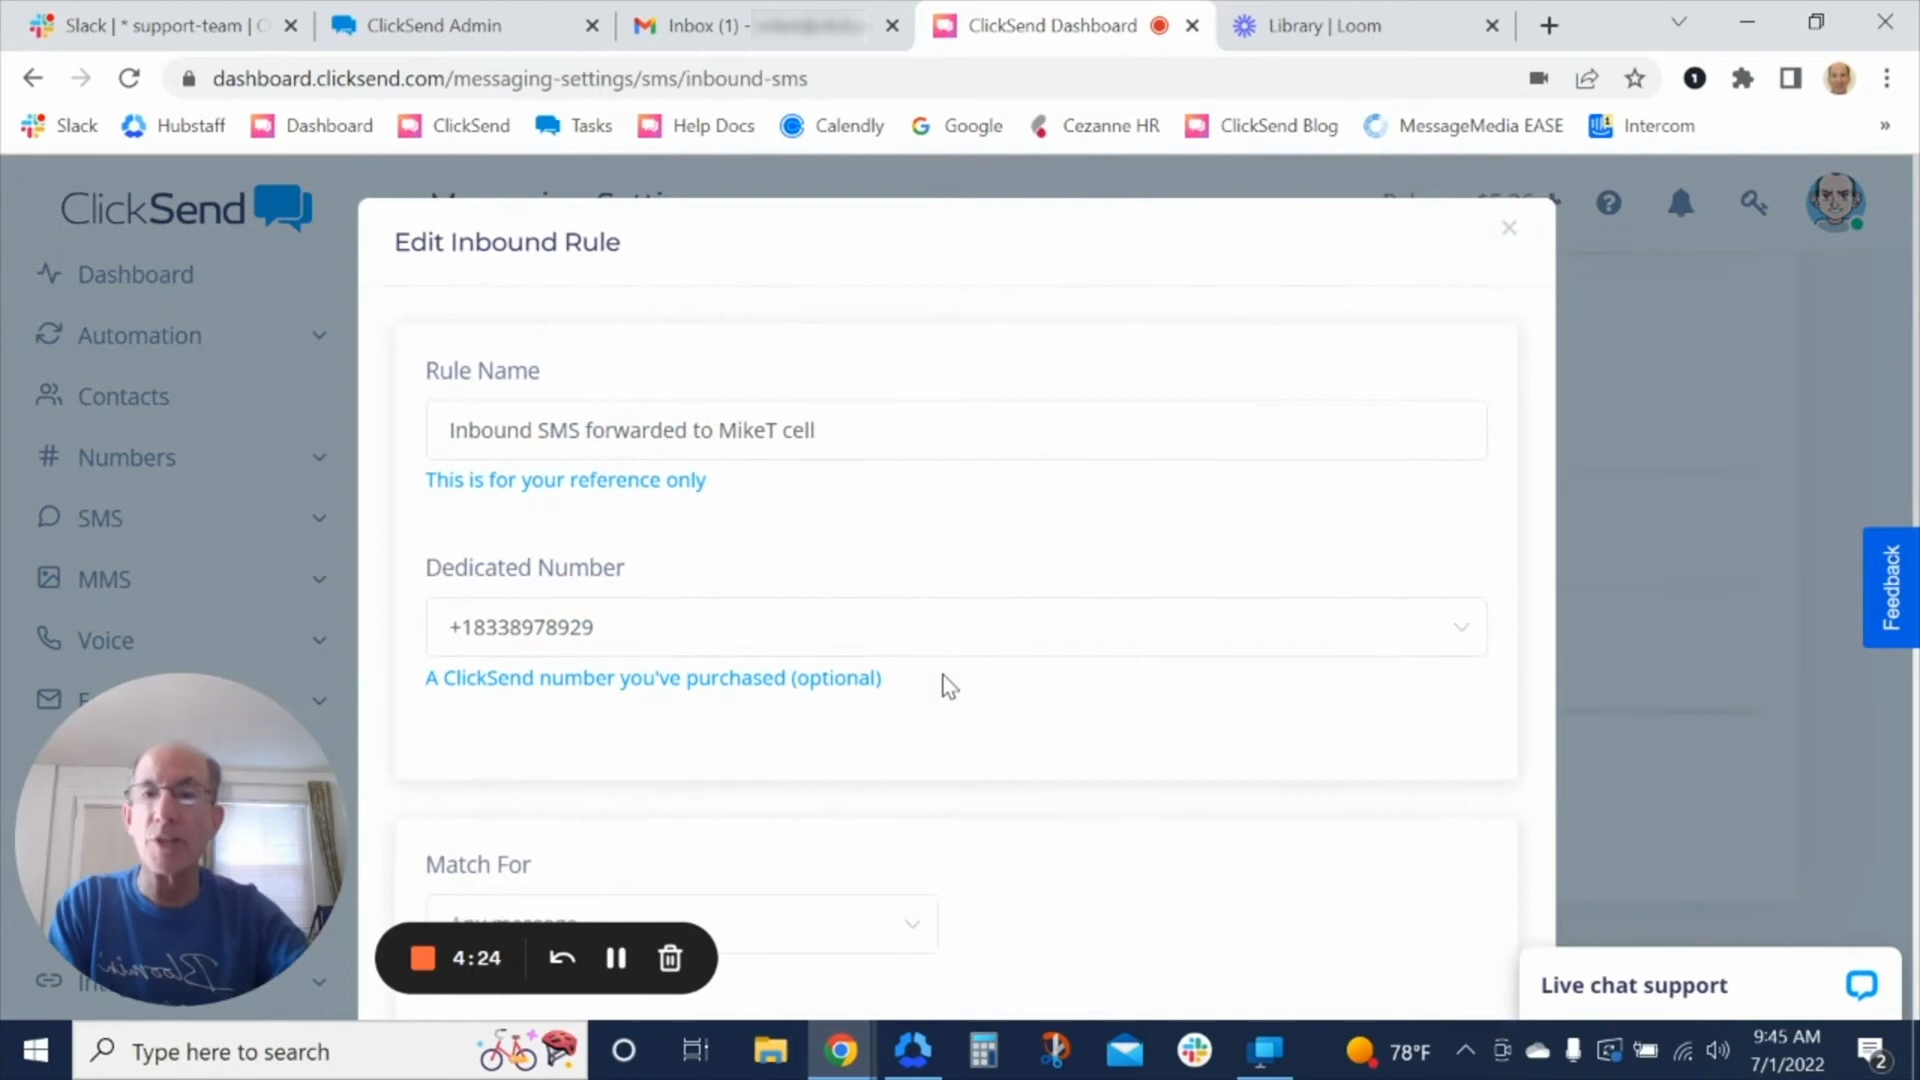 Slack | * support-team | C
ClickSend Admin
Inbox (1) -
ClickSend Dashboard
Library | Loom
dashboard.clicksend.com/messaging-settings/sms/inbound-sms
1
Slack
Hubstaff
Dashboard
ClickSend
Tasks
Help Docs
Calendly
Google
Cezanne HR
ClickSend Blog
MessageMedia EASE
Intercom
»
ClickSend
Edit Inbound Rule
Dashboard
Automation
Contacts
Numbers
SMS
MMS
Voice
Rule Name
Inbound SMS forwarded to MikeT cell
This is for your reference only
Dedicated Number
+18338978929
A ClickSend number you've purchased (optional)
Feedback
Match For
Any message
4:24
Live chat support
Type here to search
78°F
9:45 AM
7/1/2022
2